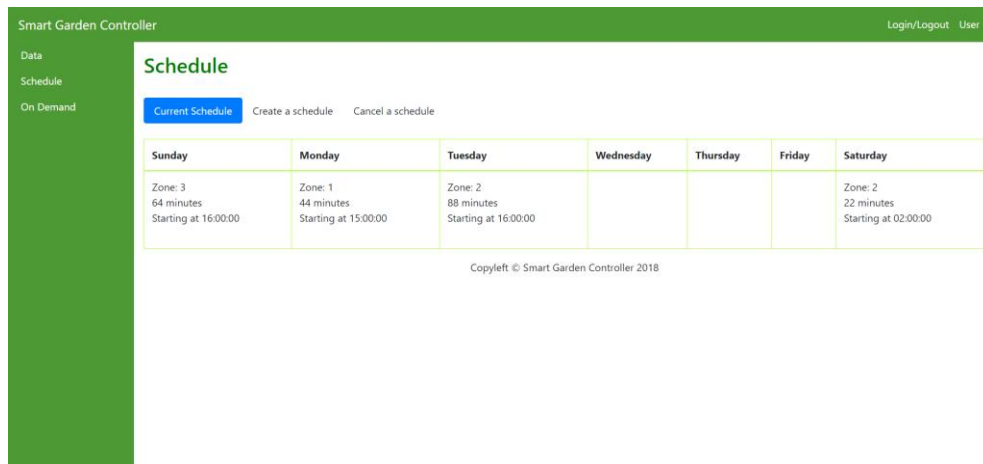 Smart Garden Controller
Login/Logout User
Data
Schedule
On Demand
Schedule
Current Schedule Create a schedule Cancel a schedule
Sunday Monday Tuesday Wednesday Thursday Friday Saturday
Zone: 3
64 minutes
Starting at 16:00:00
Zone: 1
44 minutes
Starting at 15:00:00
Zone: 2
88 minutes
Starting at 16:00:00
Zone: 2
22 minutes
Starting at 02:00:00
Copyleft © Smart Garden Controller 2018